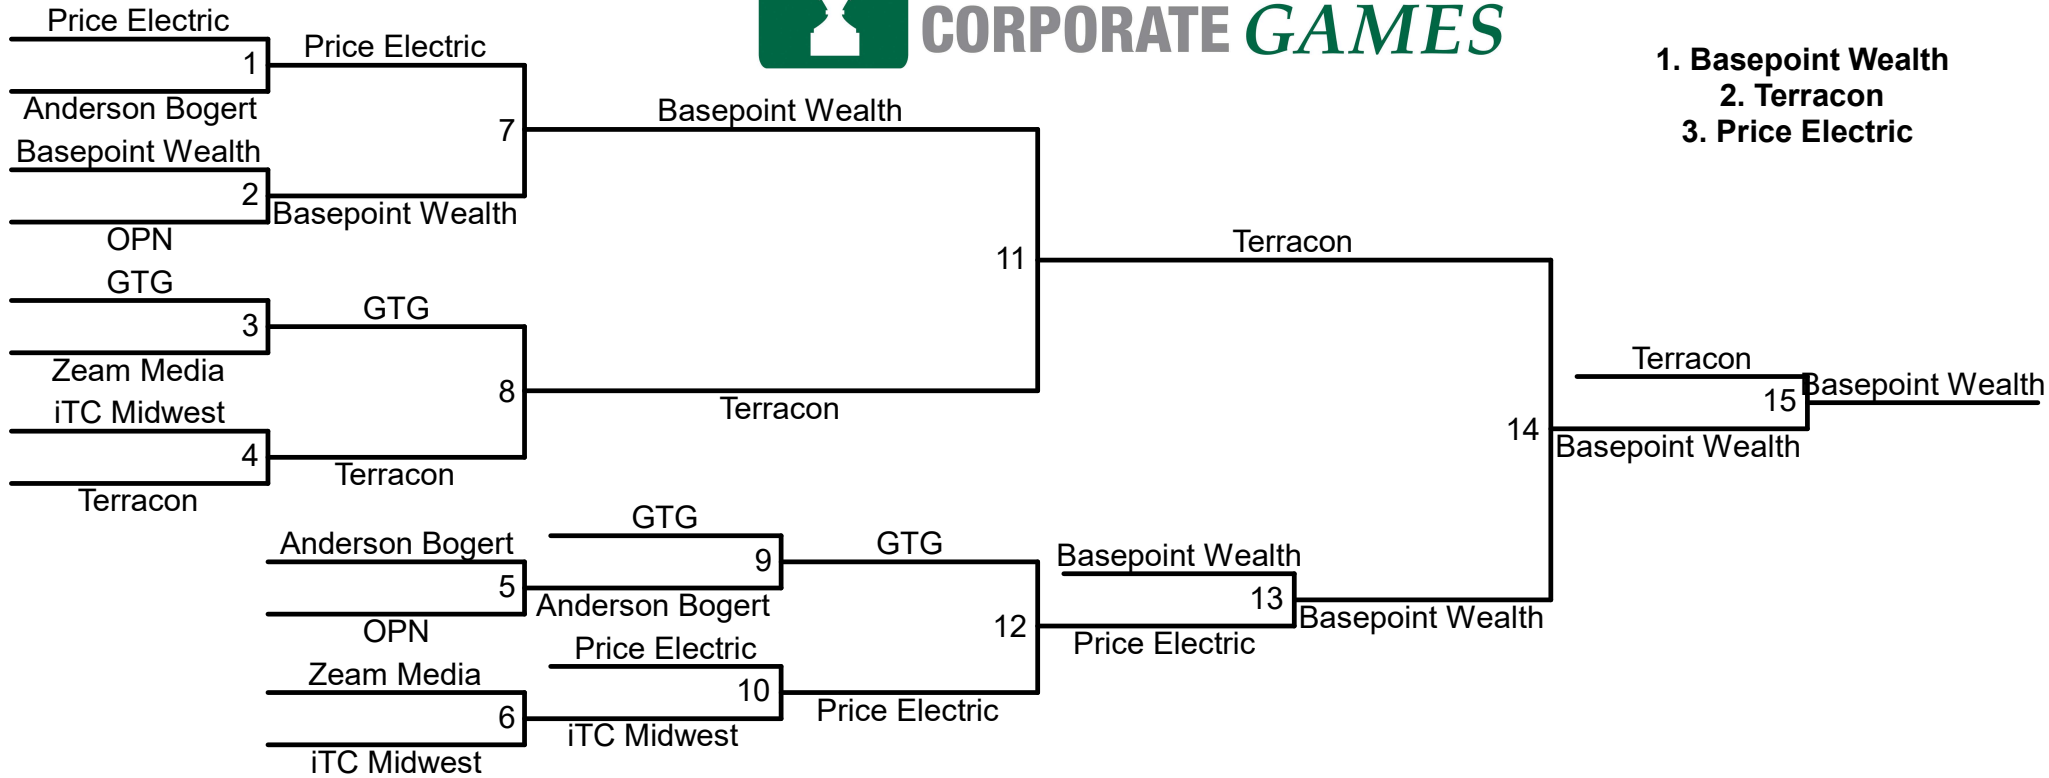 CORPORATE GAMES
1. Basepoint Wealth
2. Terracon
3. Price Electric
Price Electric
1
Anderson Bogert
Price Electric
Basepoint Wealth
2
OPN
Basepoint Wealth
7
Basepoint Wealth
GTG
3
Zeam Media
GTG
iTC Midwest
4
Terracon
Terracon
8
Terracon
11
Terracon
Anderson Bogert
5
OPN
GTG
9
Anderson Bogert
GTG
Zeam Media
6
iTC Midwest
Price Electric
10
iTC Midwest
Price Electric
12
Basepoint Wealth
13
Price Electric
Basepoint Wealth
14
Terracon
15
Basepoint Wealth
Basepoint Wealth